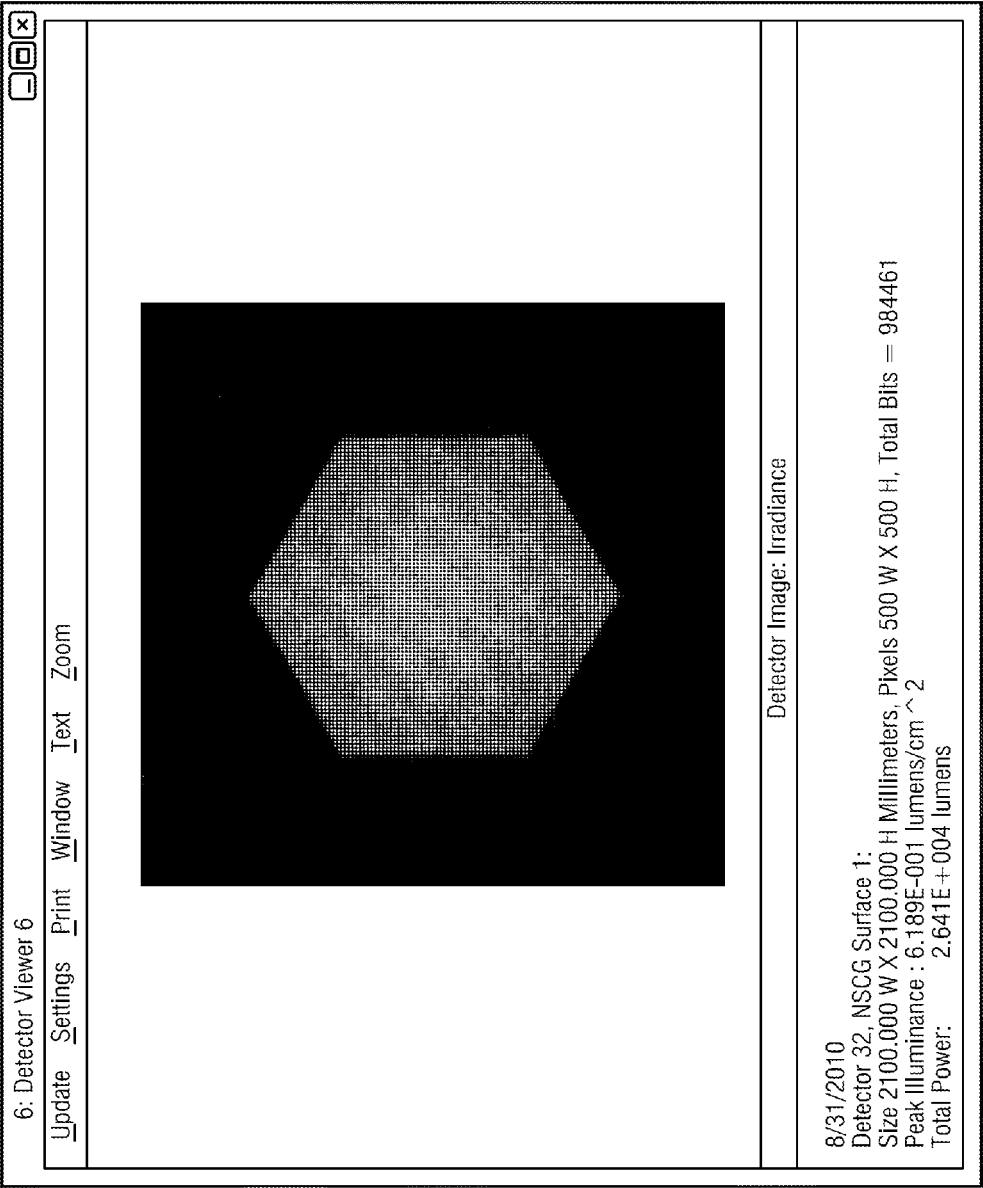 6: Detector Viewer 6
Update Settings Print Window Text Zoom
Detector Image: Irradiance
8/31/2010
Detector 32, NSCG Surface 1:
Size 2100.000 W X 2100.000 H Millimeters, Pixels 500 W X 500 H, Total Bits = 984461
Peak Illuminance : 6.189E-001 lumens/cm ^ 2
Total Power: 2.641E+004 lumens